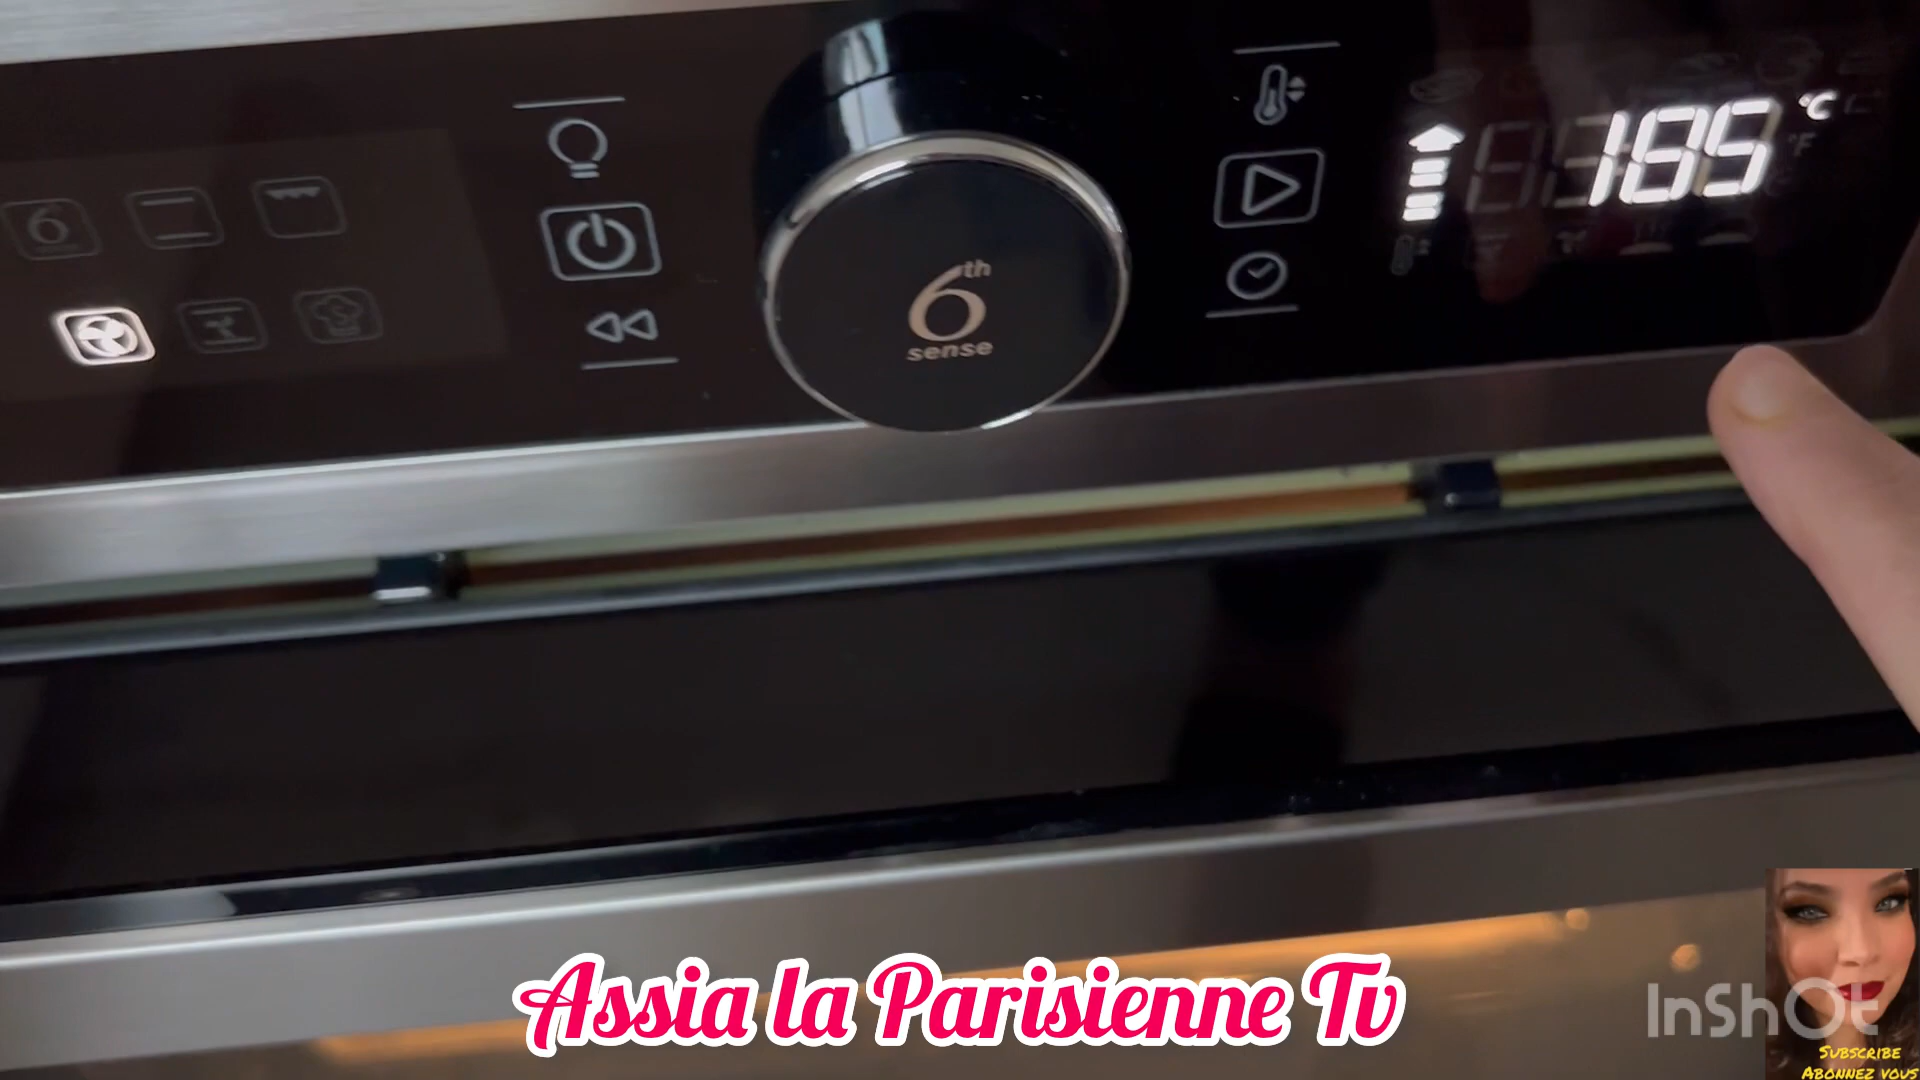 185 °C
°F
6th
sense
Assia la Parisienne Tv
InShOt
Subscribe
Abonnez vous